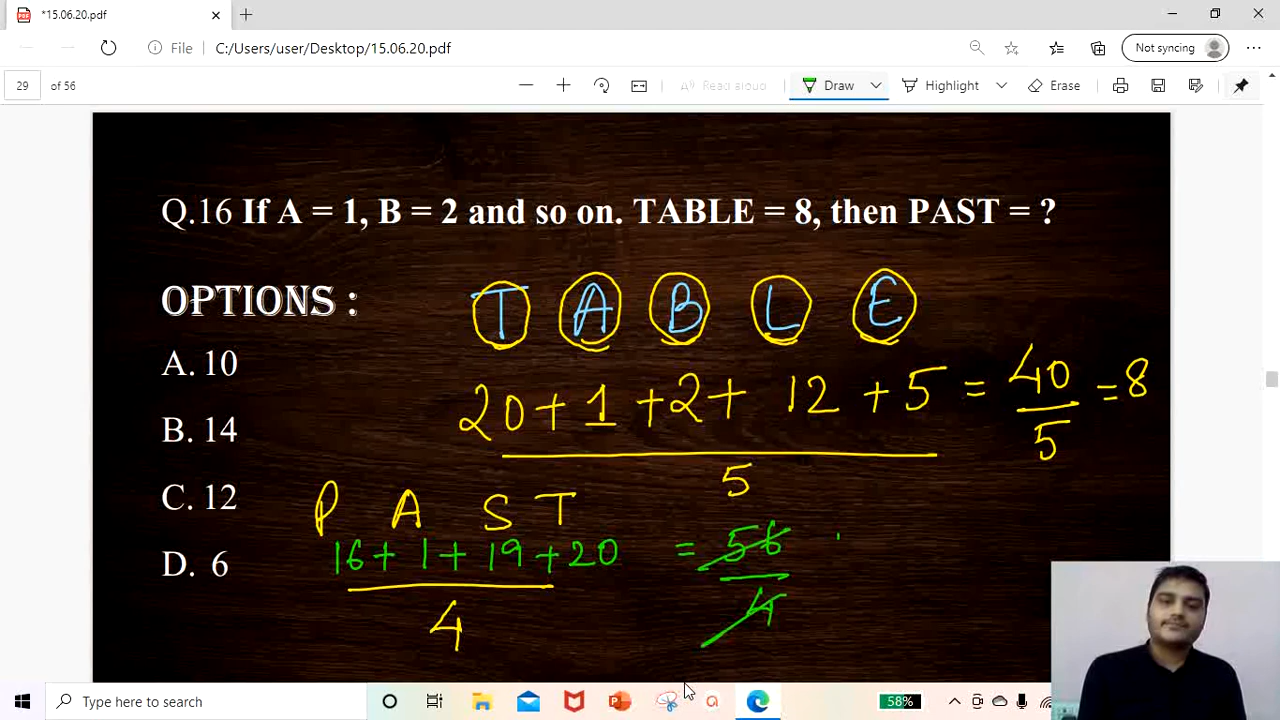 *15.06.20.pdf
File C:/Users/user/Desktop/15.06.20.pdf
Not syncing
29 of 56
Read aloud
Draw
Highlight
Erase
Q.16 If A = 1, B = 2 and so on. TABLE = 8, then PAST = ?
OPTIONS :
T A B L E
A. 10
20 + 1 + 2 + 12 + 5 = 40 = 8
5
B. 14
5
C. 12
P A S T
16 + 1 + 19 + 20 = 56
D. 6
4 4
Type here to search
58%